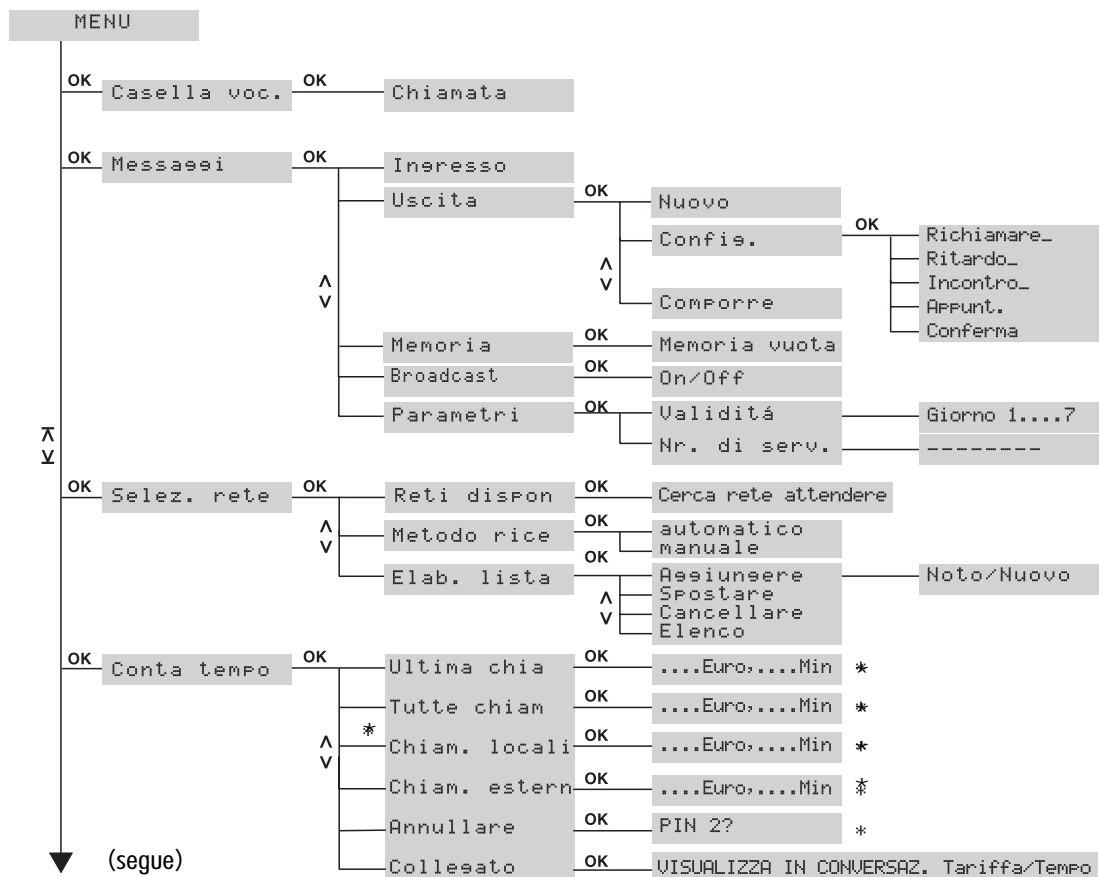 MENU
OK Casella voc. OK Chiamata
OK Messaggi OK Ingresso
Uscita OK Nuovo
Config. OK Richiamare_
Ritardo_
Incontro_
Appunt.
Conferma
Comporre
Memoria OK Memoria vuota
Broadcast OK On/Off
Parametri OK Validitá Giorno 1....7
Nr. di serv. --------
OK Selez. rete OK Reti dispon OK Cerca rete attendere
Metodo rice OK automatico
manuale
Elab. lista OK Aggiungere Noto/Nuovo
Spostare
Cancellare
Elenco
OK Conta tempo OK Ultima chia OK ....Euro,....Min *
Tutte chiam OK ....Euro,....Min *
* Chiam. locali OK ....Euro,....Min *
Chiam. estern OK ....Euro,....Min *
Annullare OK PIN 2? *
Collegato OK VISUALIZZA IN CONVERSAZ. Tariffa/Tempo
(segue)